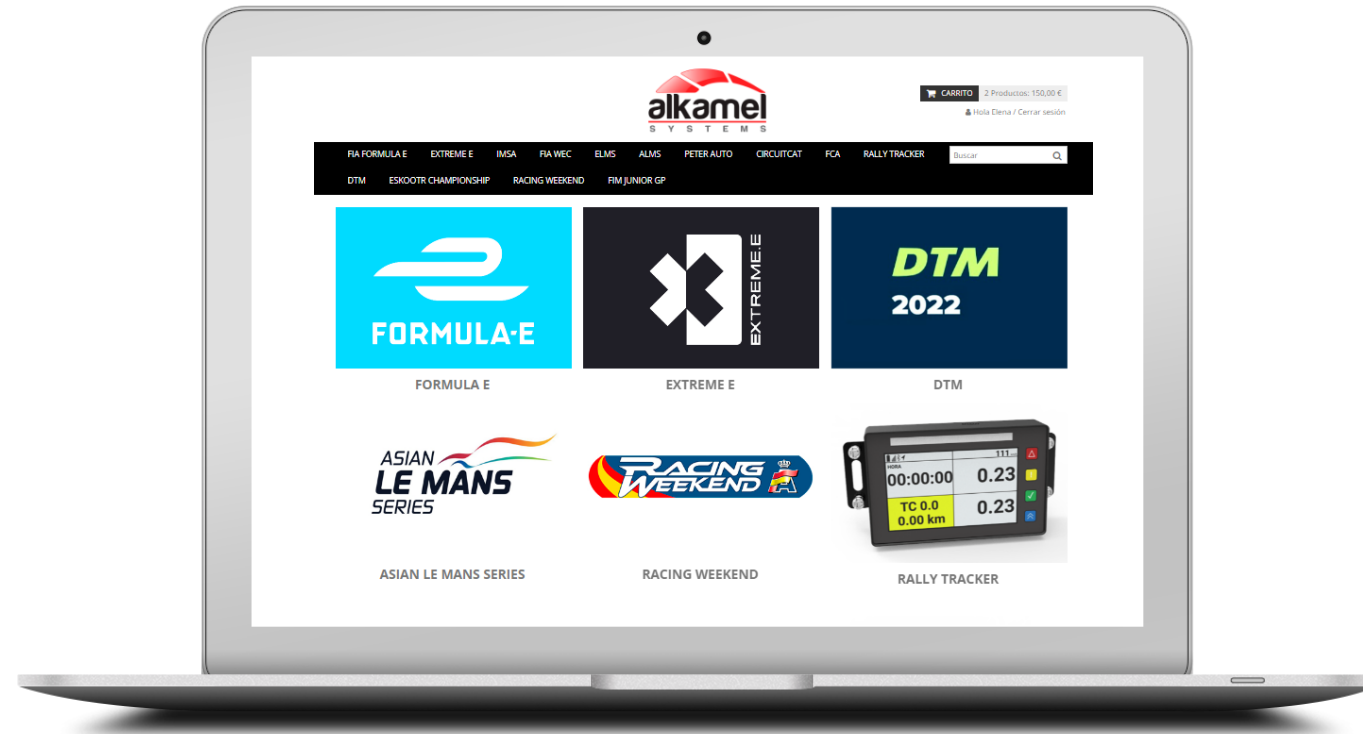 alkamel
SYSTEMS
CARRITO 2 Productos: 150,00 €
Hola Elena / Cerrar sesión
FIA FORMULA E EXTREME E IMSA FIA WEC ELMS ALMS PETER AUTO CIRCUITCAT FCA RALLY TRACKER Buscar
DTM ESKOOTR CHAMPIONSHIP RACING WEEKEND FIM JUNIOR GP
FORMULA-E
EXTREME.E
DTM
2022
FORMULA E EXTREME E DTM
ASIAN
LE MANS
SERIES
RACING
WEEKEND
111
HORA
00:00:00 0.23
TC 0.0 0.23
0.00 km
ASIAN LE MANS SERIES RACING WEEKEND RALLY TRACKER